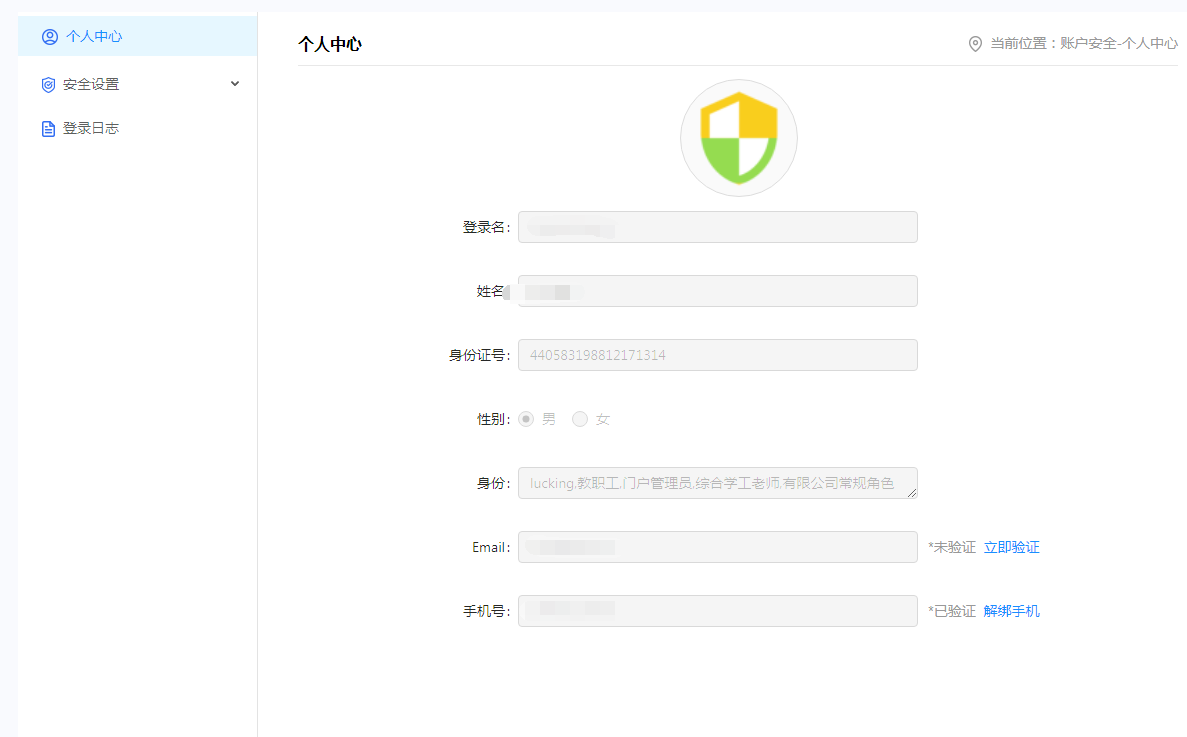 个人中心
安全设置
登录日志
个人中心
当前位置：账户安全-个人中心
登录名:
姓名
身份证号: 440583198812171314
性别: 男 女
身份: lucking,教职工,门户管理员,综合学工老师,有限公司常规角色
Email: *未验证 立即验证
手机号: *已验证 解绑手机